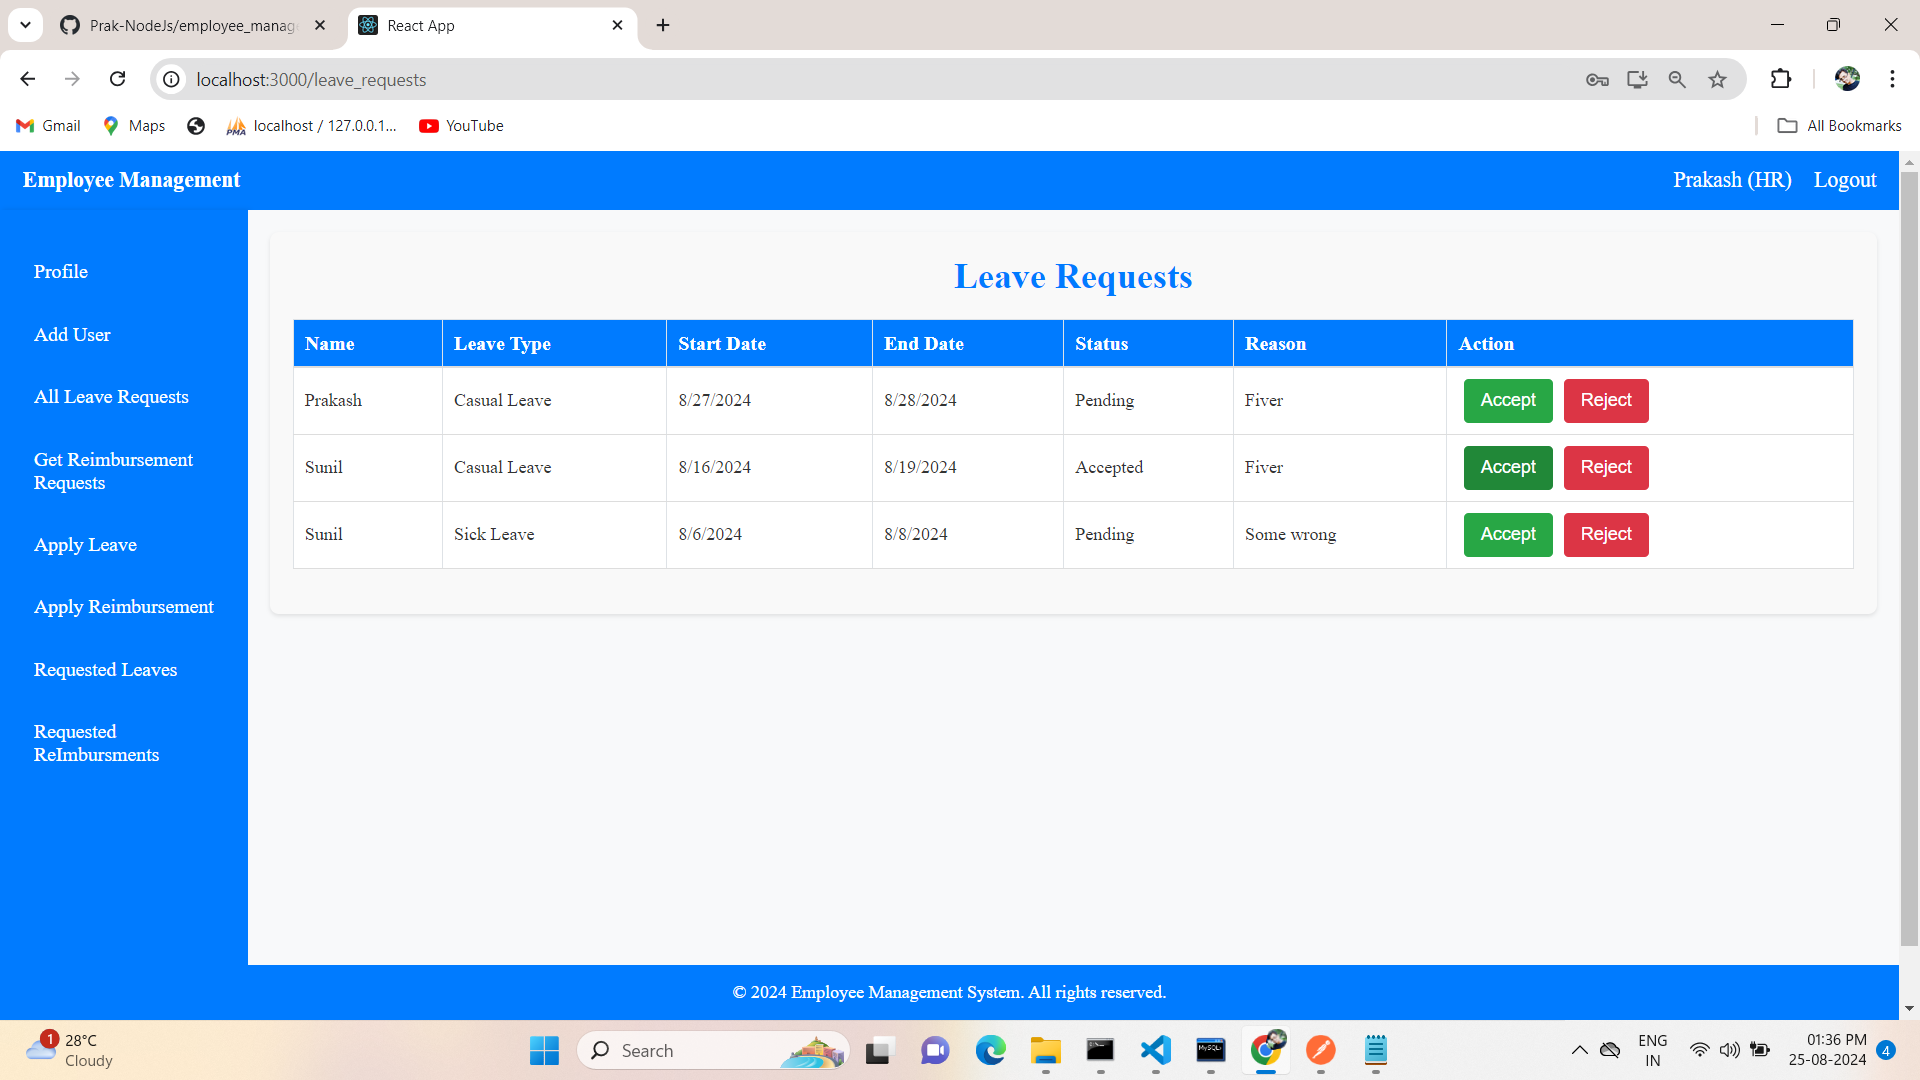 Prak-NodeJs/employee_manag
React App
localhost:3000/leave_requests
Gmail
Maps
localhost / 127.0.0.1...
YouTube
All Bookmarks
Employee Management
Prakash (HR)
Logout
Profile
Add User
All Leave Requests
Get Reimbursement
Requests
Apply Leave
Apply Reimbursement
Requested Leaves
Requested
ReImbursments
Leave Requests
Name Leave Type Start Date End Date Status Reason Action
Prakash Casual Leave 8/27/2024 8/28/2024 Pending Fiver Accept Reject
Sunil Casual Leave 8/16/2024 8/19/2024 Accepted Fiver Accept Reject
Sunil Sick Leave 8/6/2024 8/8/2024 Pending Some wrong Accept Reject
© 2024 Employee Management System. All rights reserved.
1
28°C
Cloudy
Search
ENG
IN
01:36 PM
25-08-2024
4